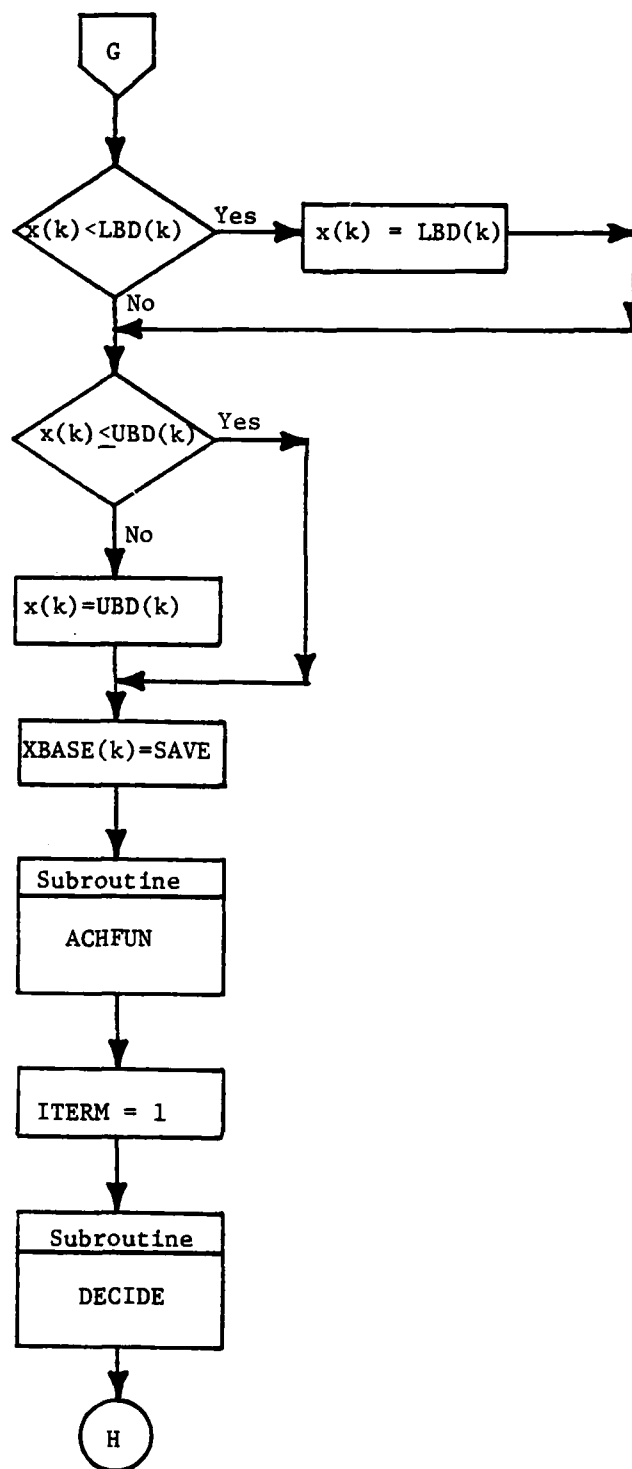 G
x(k)<LBD(k)
Yes
x(k) = LBD(k)
No
x(k)≤UBD(k)
Yes
No
x(k)=UBD(k)
XBASE(k)=SAVE
Subroutine
ACHFUN
ITERM = 1
Subroutine
DECIDE
H